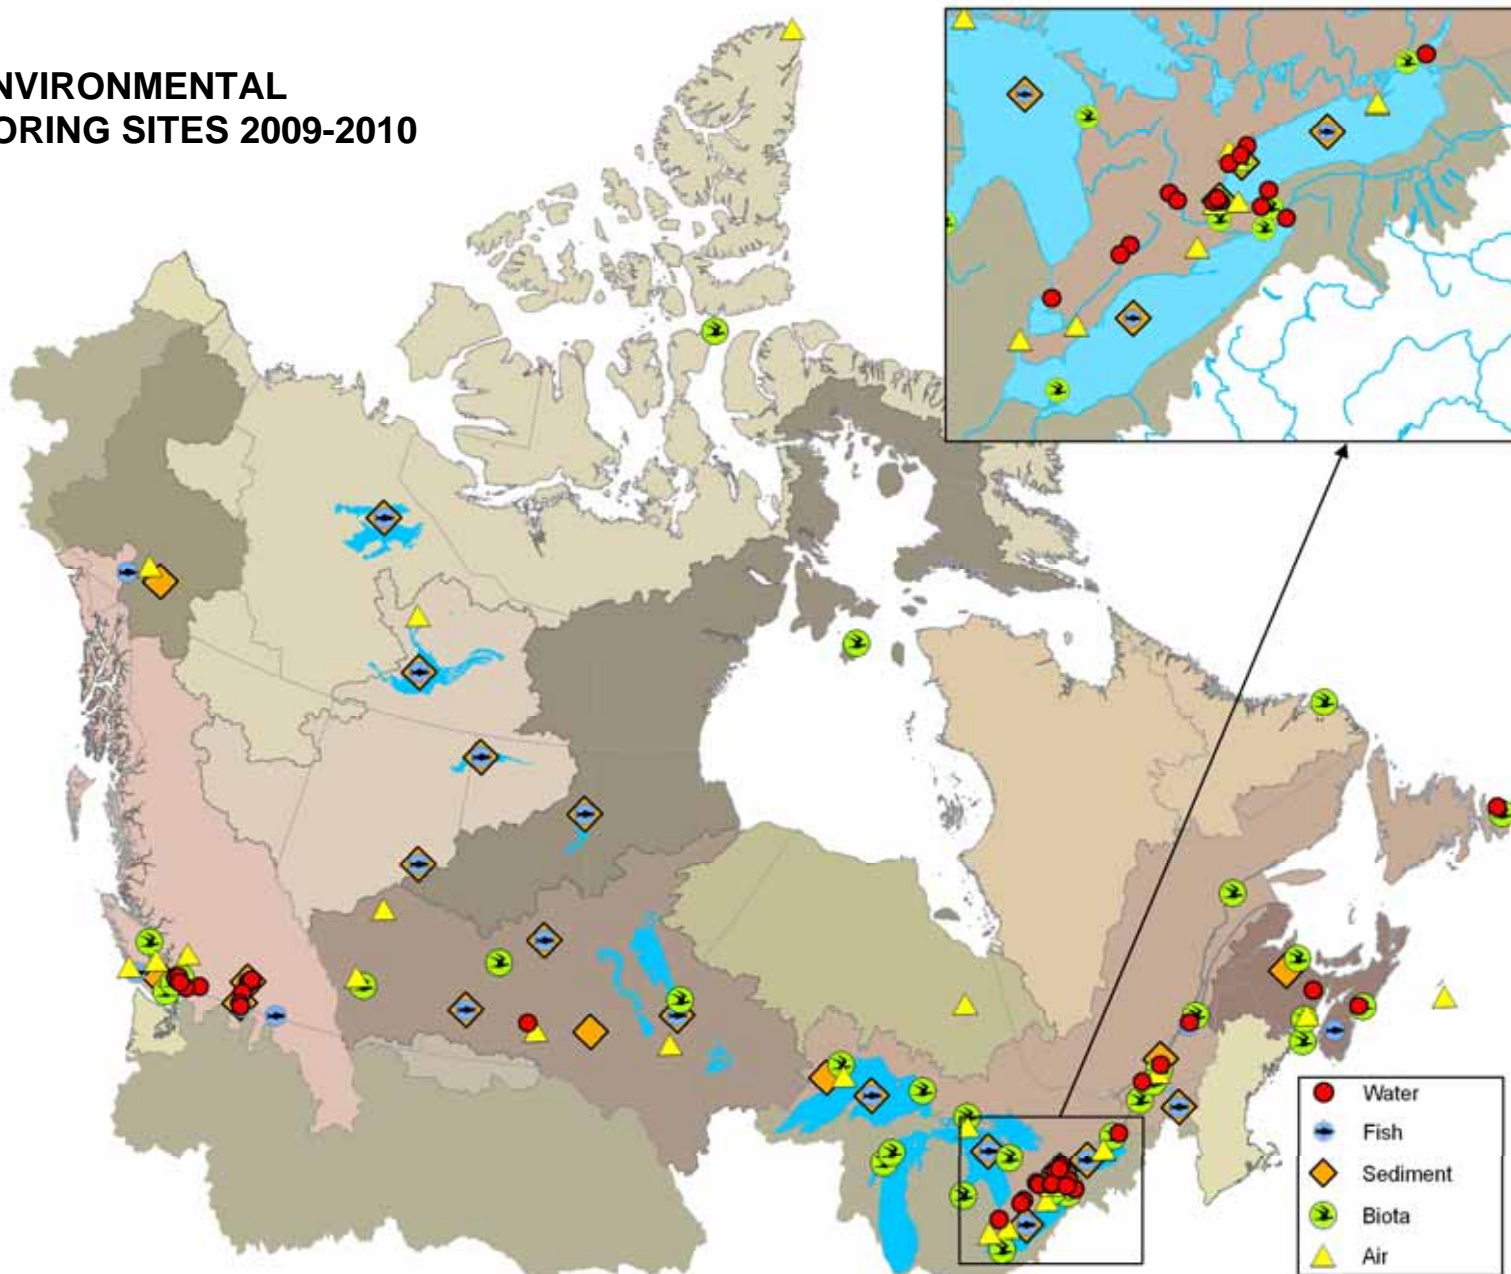 NVIRONMENTAL
ORING SITES 2009-2010
Water
Fish
Sediment
Biota
Air